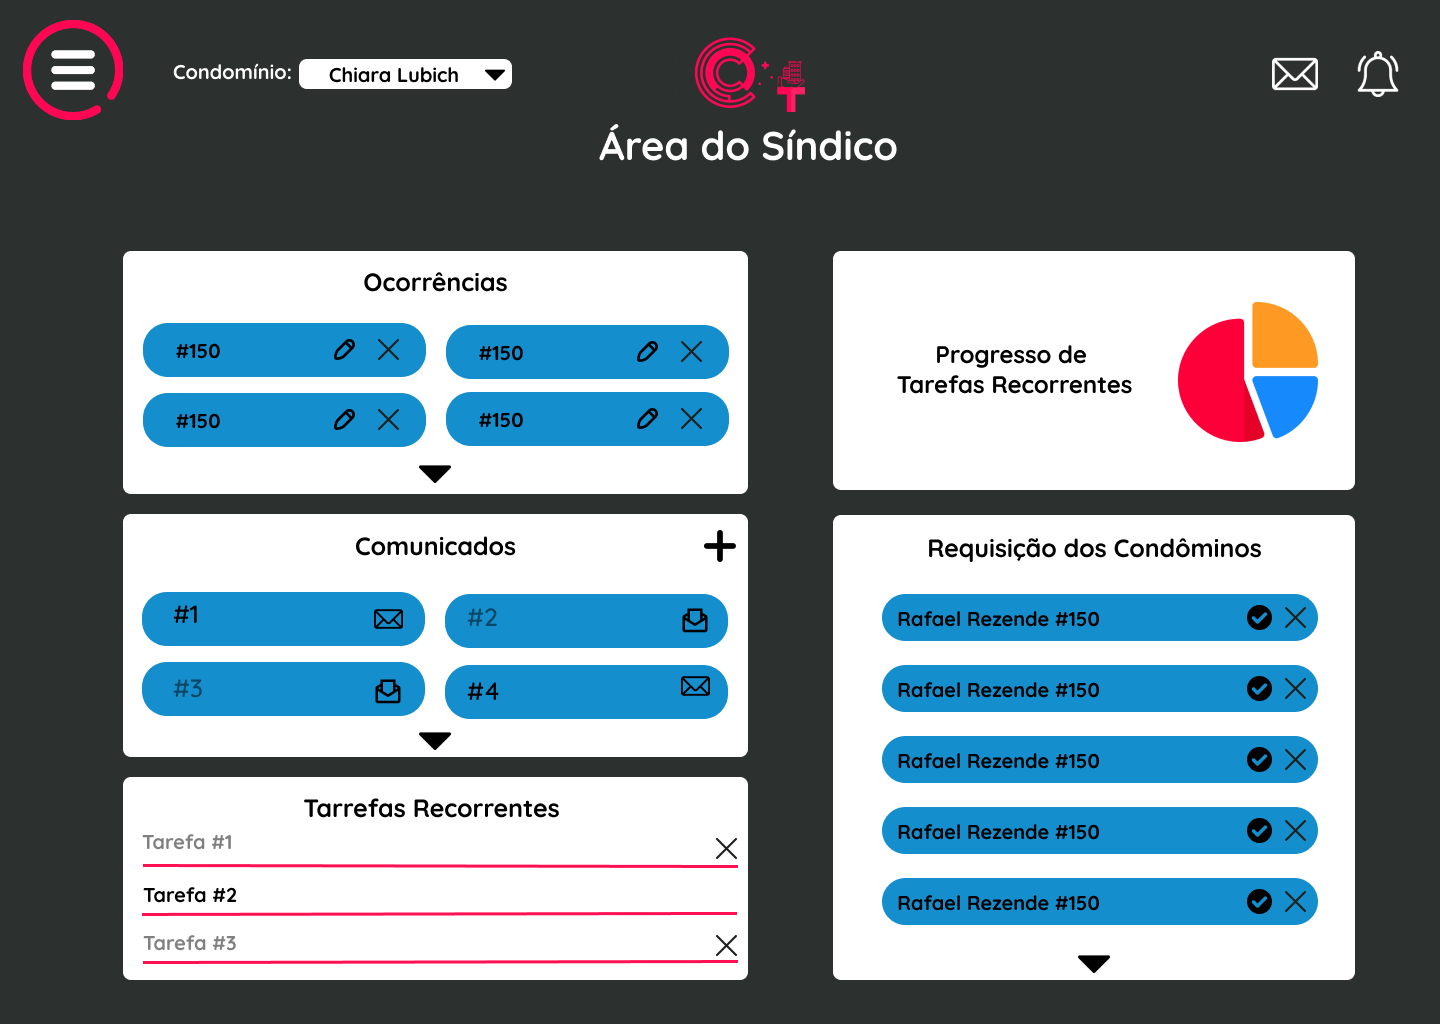 Condomínio:
Chiara Lubich
C T
Área do Síndico
Ocorrências
#150
#150
#150
#150
Comunicados
#1
#2
#3
#4
Tarrefas Recorrentes
Tarefa #1
Tarefa #2
Tarefa #3
Progresso de
Tarefas Recorrentes
Requisição dos Condôminos
Rafael Rezende #150
Rafael Rezende #150
Rafael Rezende #150
Rafael Rezende #150
Rafael Rezende #150